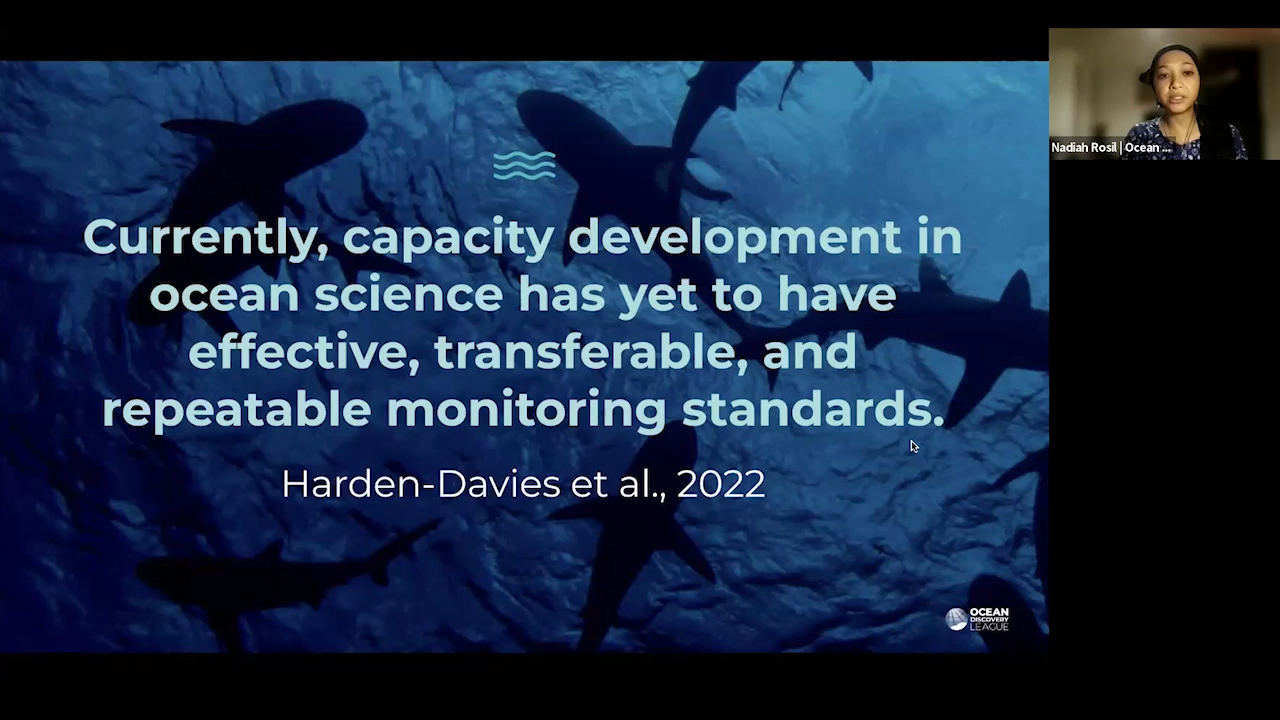 Currently, capacity development in
ocean science has yet to have
effective, transferable, and
repeatable monitoring standards.
Harden-Davies et al., 2022
OCEAN
DISCOVERY
LEAGUE
Nadiah Rosil | Ocean ...